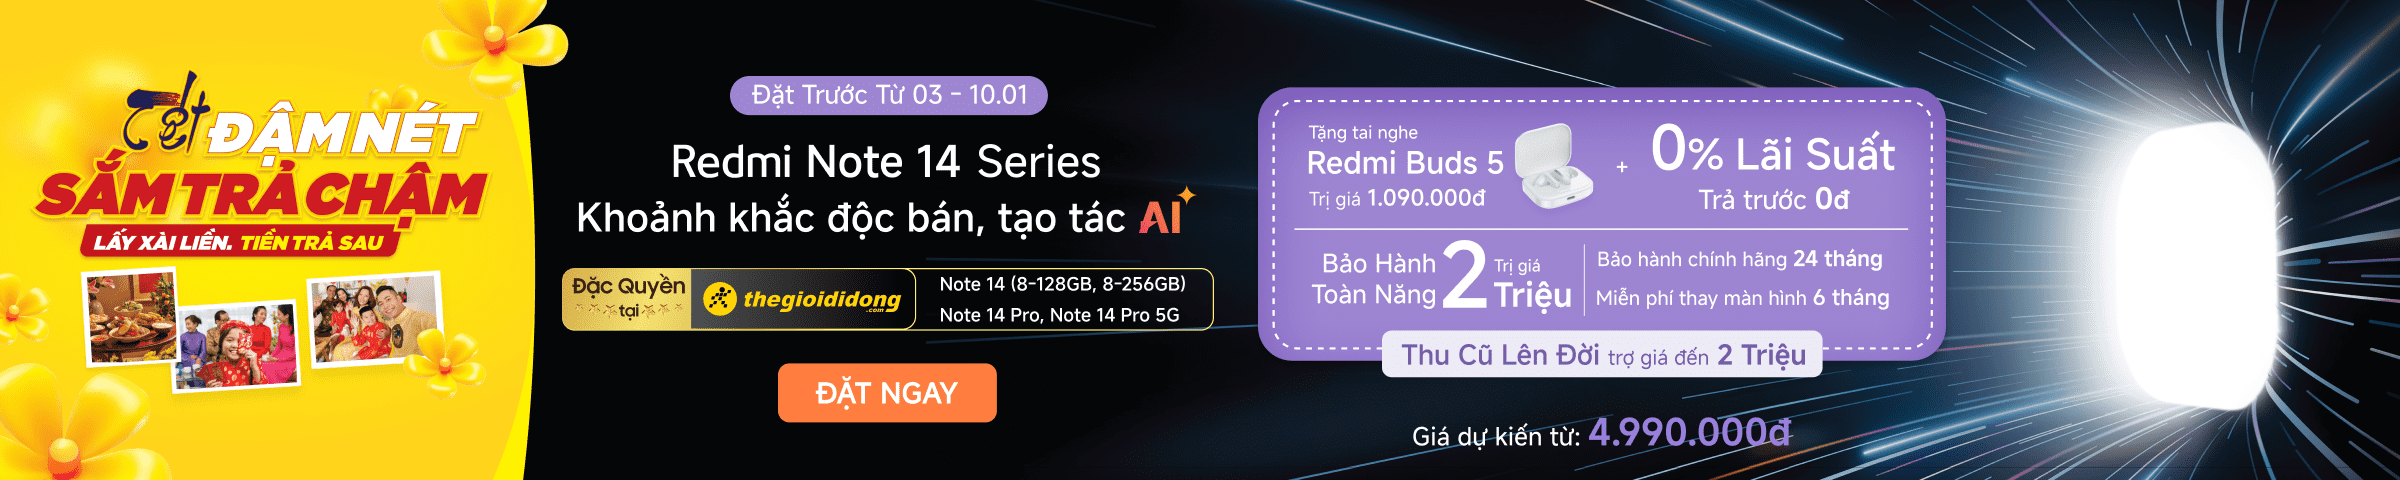 Tết ĐẬM NÉT
SẮM TRẢ CHẬM
LẤY XÀI LIỀN. TIỀN TRẢ SAU
Đặt Trước Từ 03 - 10.01
Redmi Note 14 Series
Khoảnh khắc độc bán, tạo tác AI
Đặc Quyền
tại
thegioididong
.com
Note 14 (8-128GB, 8-256GB)
Note 14 Pro, Note 14 Pro 5G
ĐẶT NGAY
Tặng tai nghe
Redmi Buds 5
Trị giá 1.090.000đ
+
0% Lãi Suất
Trả trước 0đ
Bảo Hành
Toàn Năng
2 Trị giá
Triệu
Bảo hành chính hãng 24 tháng
Miễn phí thay màn hình 6 tháng
Thu Cũ Lên Đời trợ giá đến 2 Triệu
Giá dự kiến từ: 4.990.000đ